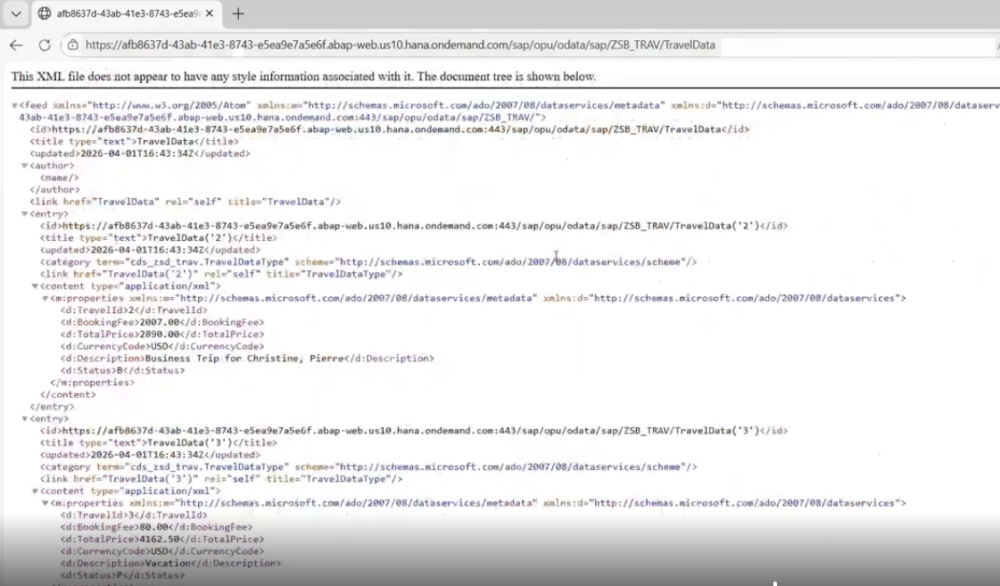 afb8637d-43ab-41e3-8743-e5ea9
https://afb8637d-43ab-41e3-8743-e5ea9e7a5e6f.abap-web.us10.hana.ondemand.com/sap/opu/odata/sap/ZSB_TRAV/TravelData
This XML file does not appear to have any style information associated with it. The document tree is shown below.
<feed xmlns="http://www.w3.org/2005/Atom" xmlns:m="http://schemas.microsoft.com/ado/2007/08/dataservices/metadata" xmlns:d="http://schemas.microsoft.com/ado/2007/08/dataserv
43ab-41e3-8743-e5ea9e7a5e6f.abap-web.us10.hana.ondemand.com:443/sap/opu/odata/sap/ZSB_TRAV/">
<id>https://afb8637d-43ab-41e3-8743-e5ea9e7a5e6f.abap-web.us10.hana.ondemand.com:443/sap/opu/odata/sap/ZSB_TRAV/TravelData</id>
<title type="text">TravelData</title>
<updated>2026-04-01T16:43:34Z</updated>
<author>
<name/>
</author>
<link href="TravelData" rel="self" title="TravelData"/>
<entry>
<id>https://afb8637d-43ab-41e3-8743-e5ea9e7a5e6f.abap-web.us10.hana.ondemand.com:443/sap/opu/odata/sap/ZSB_TRAV/TravelData('2')</id>
<title type="text">TravelData('2')</title>
<updated>2026-04-01T16:43:34Z</updated>
<category term="cds_zsd_trav.TravelDataType" scheme="http://schemas.microsoft.com/ado/2007/08/dataservices/scheme"/>
<link href="TravelData('2')" rel="self" title="TravelDataType"/>
<content type="application/xml">
<m:properties xmlns:m="http://schemas.microsoft.com/ado/2007/08/dataservices/metadata" xmlns:d="http://schemas.microsoft.com/ado/2007/08/dataservices">
<d:TravelId>2</d:TravelId>
<d:BookingFee>2007.00</d:BookingFee>
<d:TotalPrice>2890.00</d:TotalPrice>
<d:CurrencyCode>USD</d:CurrencyCode>
<d:Description>Business Trip for Christine, Pierre</d:Description>
<d:Status>B</d:Status>
</m:properties>
</content>
</entry>
<entry>
<id>https://afb8637d-43ab-41e3-8743-e5ea9e7a5e6f.abap-web.us10.hana.ondemand.com:443/sap/opu/odata/sap/ZSB_TRAV/TravelData('3')</id>
<title type="text">TravelData('3')</title>
<updated>2026-04-01T16:43:34Z</updated>
<category term="cds_zsd_trav.TravelDataType" scheme="http://schemas.microsoft.com/ado/2007/08/dataservices/scheme"/>
<link href="TravelData('3')" rel="self" title="TravelDataType"/>
<content type="application/xml">
<m:properties xmlns:m="http://schemas.microsoft.com/ado/2007/08/dataservices/metadata" xmlns:d="http://schemas.microsoft.com/ado/2007/08/dataservices">
<d:TravelId>3</d:TravelId>
<d:BookingFee>80.00</d:BookingFee>
<d:TotalPrice>4162.50</d:TotalPrice>
<d:CurrencyCode>USD</d:CurrencyCode>
<d:Description>Vacation</d:Description>
<d:Status>P</d:Status>